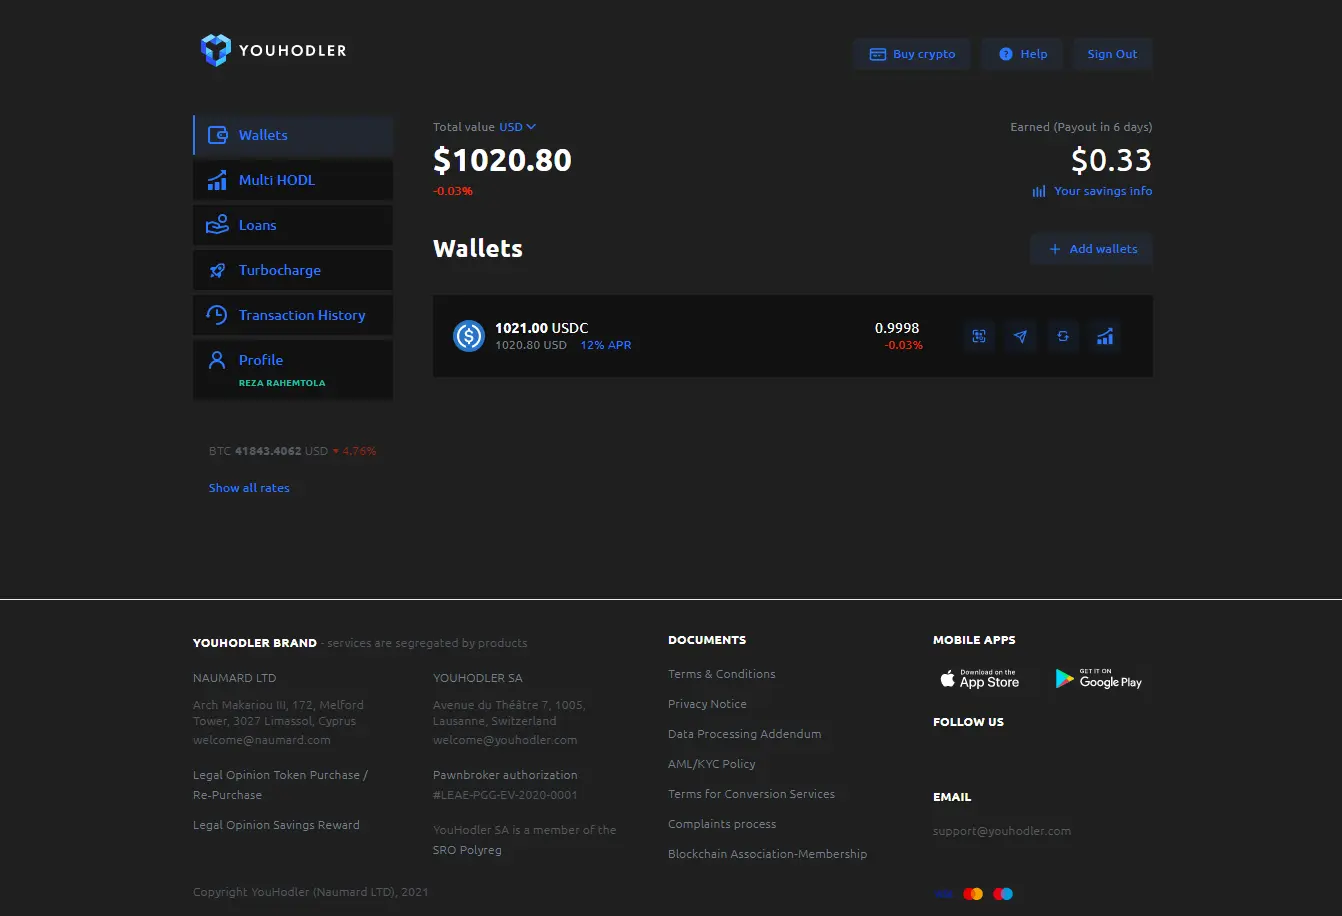 YOUHODLER
Buy crypto
Help
Sign Out
Wallets
Multi HODL
Loans
Turbocharge
Transaction History
Profile
REZA RAHEMTOLA
BTC 41843.4062 USD ▾ 4.76%
Show all rates
Total value USD
$1020.80
-0.03%
Earned (Payout in 6 days)
$0.33
Your savings info
Wallets
+ Add wallets
1021.00 USDC
1020.80 USD 12% APR
0.9998
-0.03%
YOUHODLER BRAND - services are segregated by products
NAUMARD LTD
Arch Makariou III, 172, Melford
Tower, 3027 Limassol, Cyprus
welcome@naumard.com
Legal Opinion Token Purchase /
Re-Purchase
Legal Opinion Savings Reward
YOUHODLER SA
Avenue du Théâtre 7, 1005,
Lausanne, Switzerland
welcome@youhodler.com
Pawnbroker authorization
#LEAE-PGG-EV-2020-0001
YouHodler SA is a member of the
SRO Polyreg
DOCUMENTS
Terms & Conditions
Privacy Notice
Data Processing Addendum
AML/KYC Policy
Terms for Conversion Services
Complaints process
Blockchain Association-Membership
MOBILE APPS
Download on the
App Store
GET IT ON
Google Play
FOLLOW US
EMAIL
support@youhodler.com
Copyright YouHodler (Naumard LTD), 2021